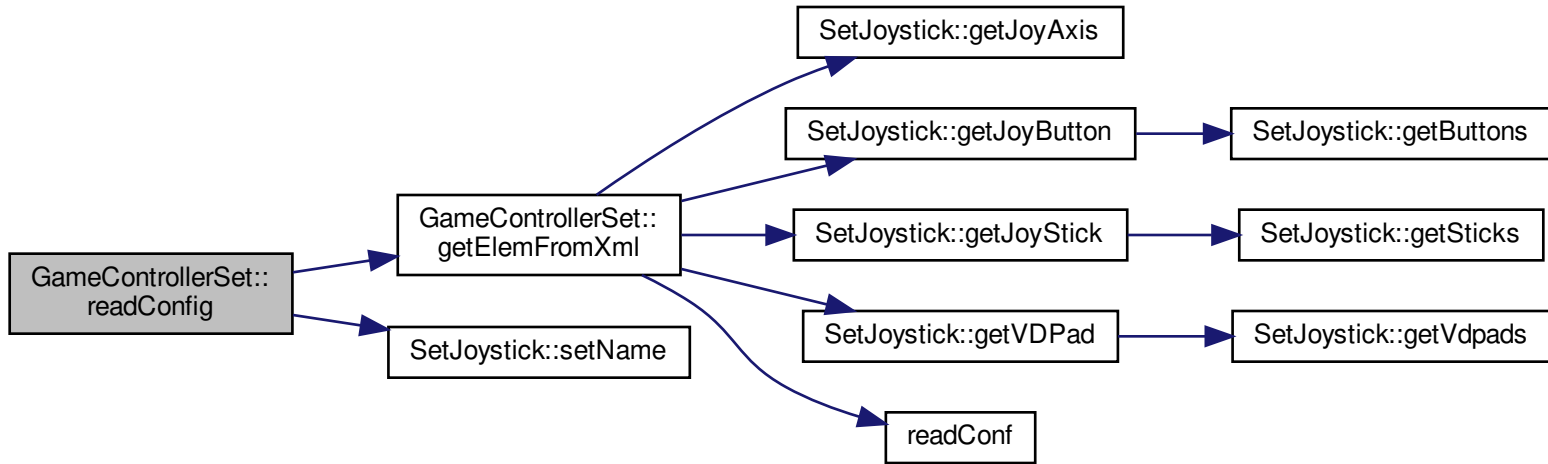 GameControllerSet::
readConfig
GameControllerSet::
getElemFromXml
SetJoystick::setName
SetJoystick::getJoyAxis
SetJoystick::getJoyButton
SetJoystick::getJoyStick
SetJoystick::getVDPad
readConf
SetJoystick::getButtons
SetJoystick::getSticks
SetJoystick::getVdpads